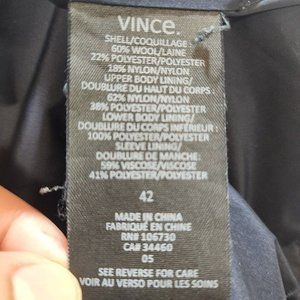 VINCE.
SHELL/COQUILLAGE:
60% WOOL/LAINE
22% POLYESTER/POLYESTER
18% NYLON/NYLON
UPPER BODY LINING/
DOUBLURE DU HAUT DU CORPS:
62% NYLON/NYLON
38% POLYESTER/POLYESTER
LOWER BODY LINING/
DOUBLURE DU CORPS INFERIEUR:
100% POLYESTER/POLYESTER
SLEEVE LINING/
DOUBLURE DE MANCHE:
59% VISCOSE/VISCOSE
41% POLYESTER/POLYESTER
42
MADE IN CHINA
FABRIQUÉ EN CHINE
RN# 106730
CA# 34460
05
SEE REVERSE FOR CARE
VOIR AU VERSO POUR LES SOINS